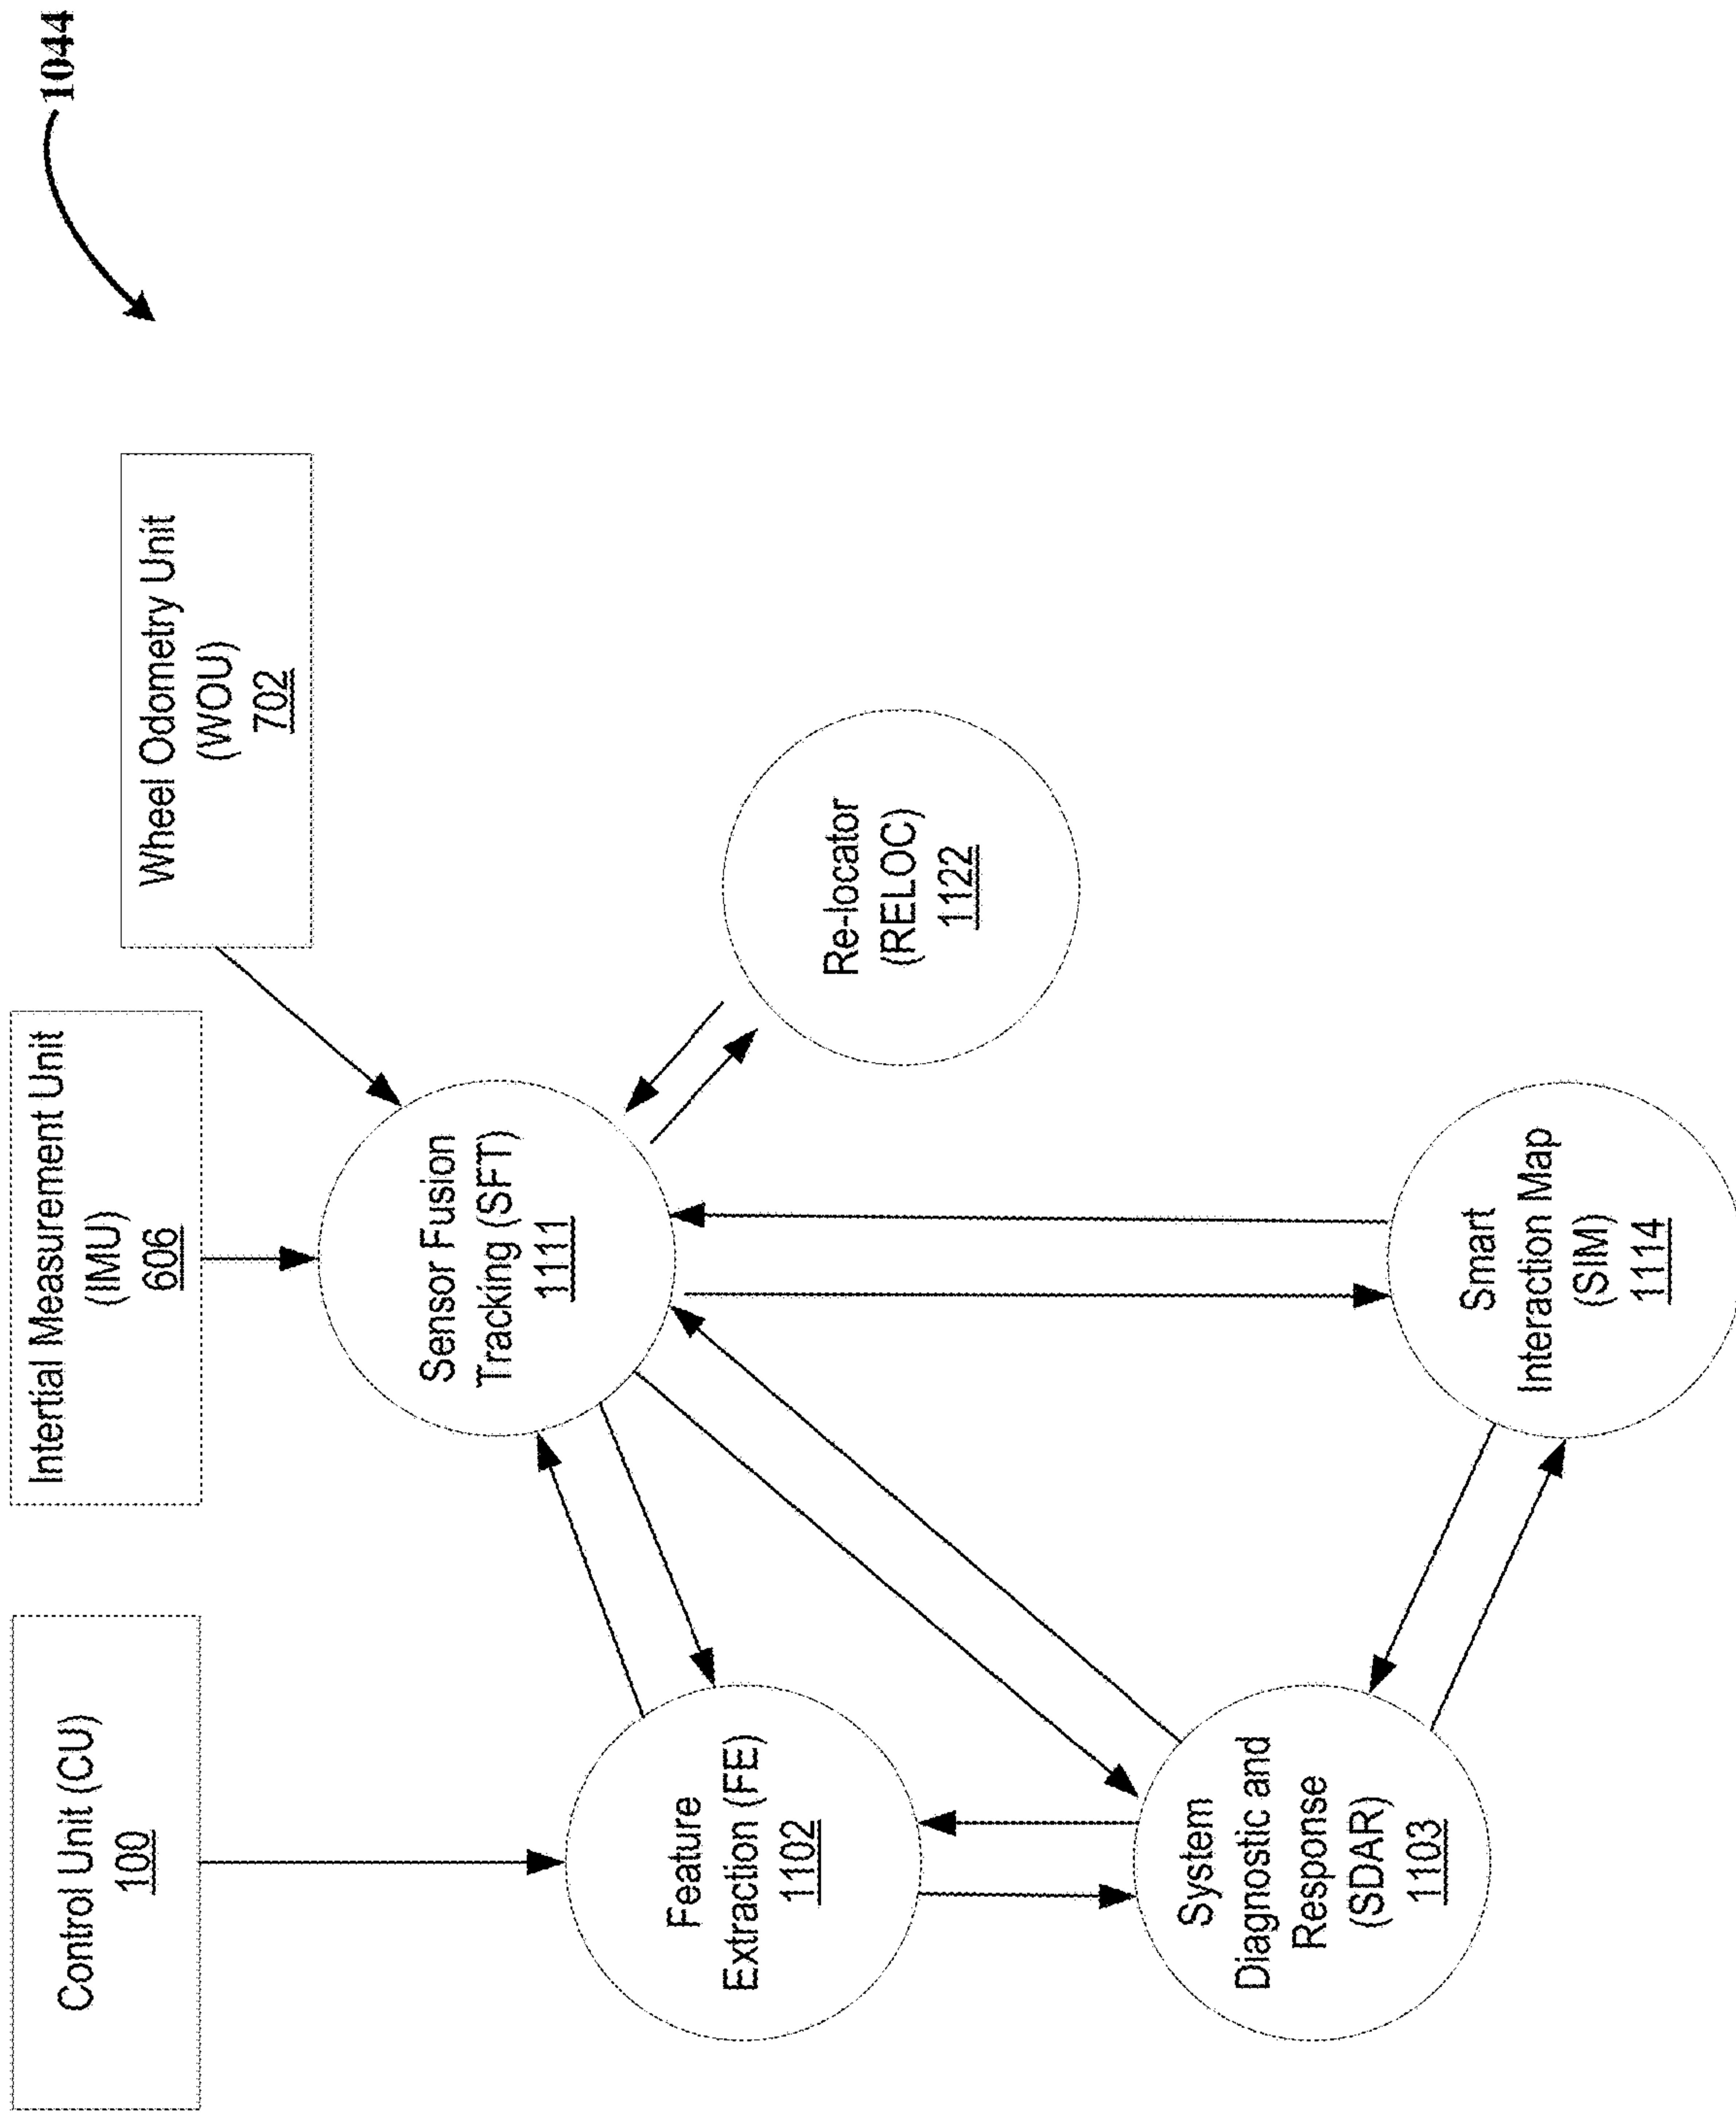 1044
Control Unit (CU)
100
Intertial Measurement Unit
(IMU)
606
Wheel Odometry Unit
(WOU)
702
Feature
Extraction (FE)
1102
Sensor Fusion
Tracking (SFT)
1111
Re-locator
(RELOC)
1122
System
Diagnostic and
Response
(SDAR)
1103
Smart
Interaction Map
(SIM)
1114